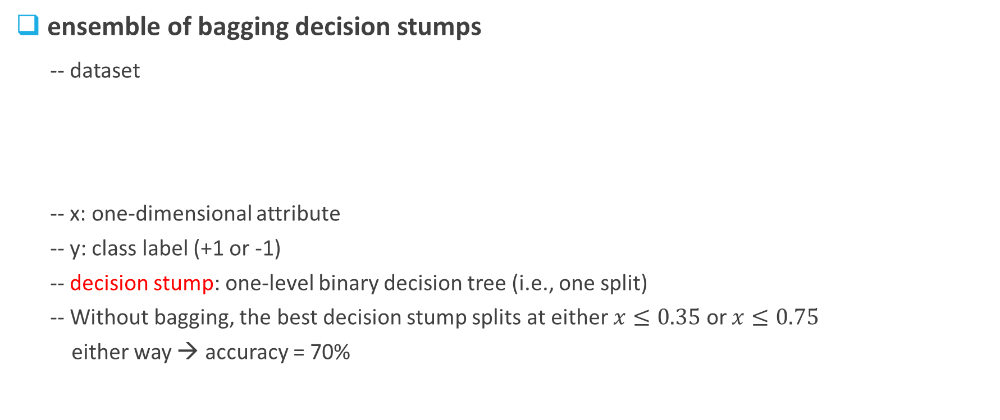 ensemble of bagging decision stumps
-- dataset
-- x: one-dimensional attribute
-- y: class label (+1 or -1)
-- decision stump: one-level binary decision tree (i.e., one split)
-- Without bagging, the best decision stump splits at either x ≤ 0.35 or x ≤ 0.75
either way → accuracy = 70%